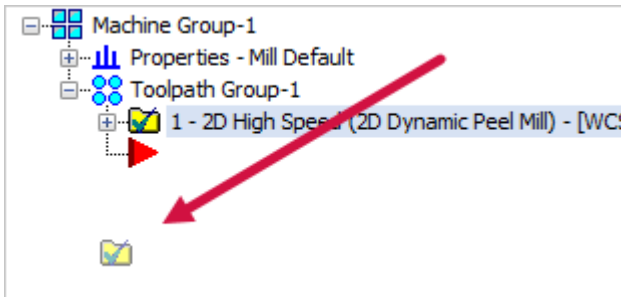 Machine Group-1
Properties - Mill Default
Toolpath Group-1
1 - 2D High Speed (2D Dynamic Peel Mill) - [WCS